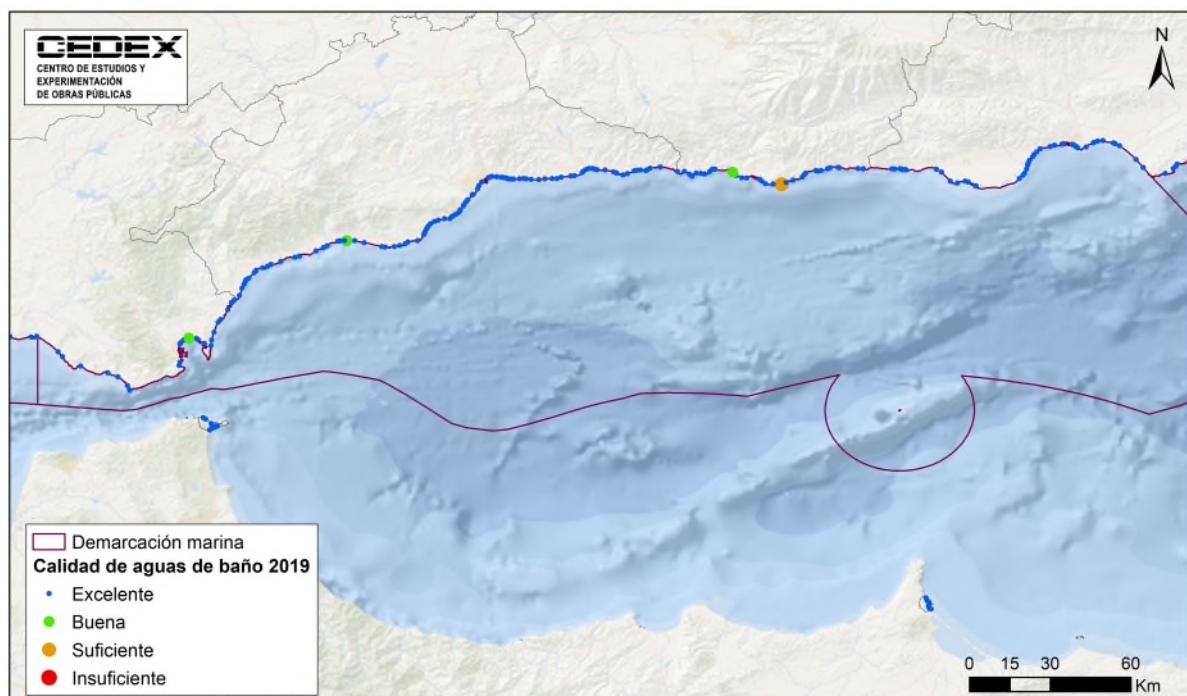 CEDEX
CENTRO DE ESTUDIOS Y
EXPERIMENTACIÓN
DE OBRAS PÚBLICAS
N
Demarcación marina
Calidad de aguas de baño 2019
Excelente
Buena
Suficiente
Insuficiente
0 15 30 60
Km